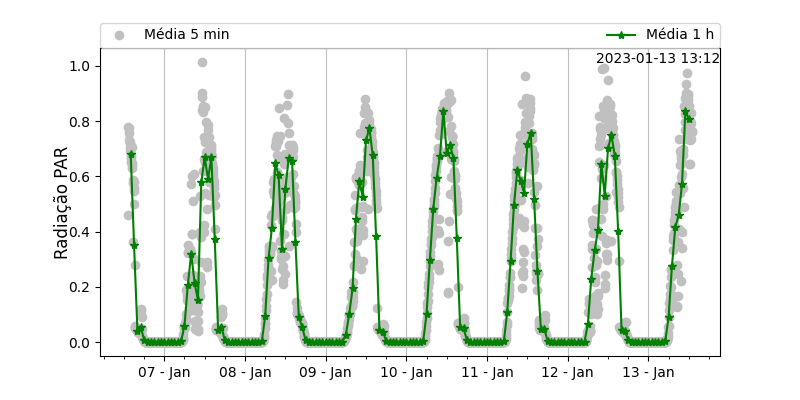 Média 5 min
Média 1 h
2023-01-13 13:12
1.0
0.8
0.6
0.4
0.2
0.0
Radiação PAR
07 - Jan
08 - Jan
09 - Jan
10 - Jan
11 - Jan
12 - Jan
13 - Jan